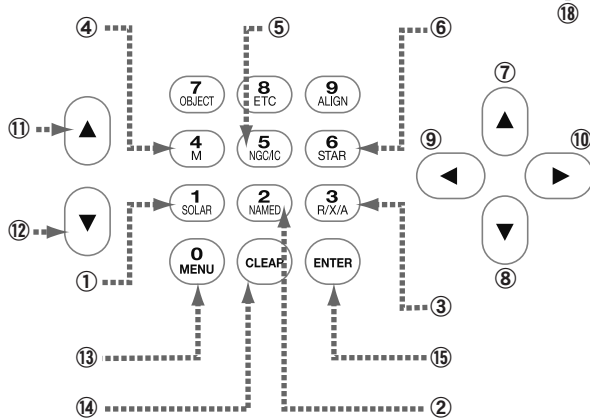 ④ ⑤ ⑥ ⑱
⑦
7 8 9
OBJECT ETC ALIGN
⑪ ▲ ▲
4 5 6 ⑨ ⑩
M NGC/IC STAR
◀ ▶
1 2 3
⑫ ▼ SOLAR NAMED R/X/A ▼
0
MENU CLEAR ENTER
① ③ ⑧
⑬ ⑮
⑭ ②